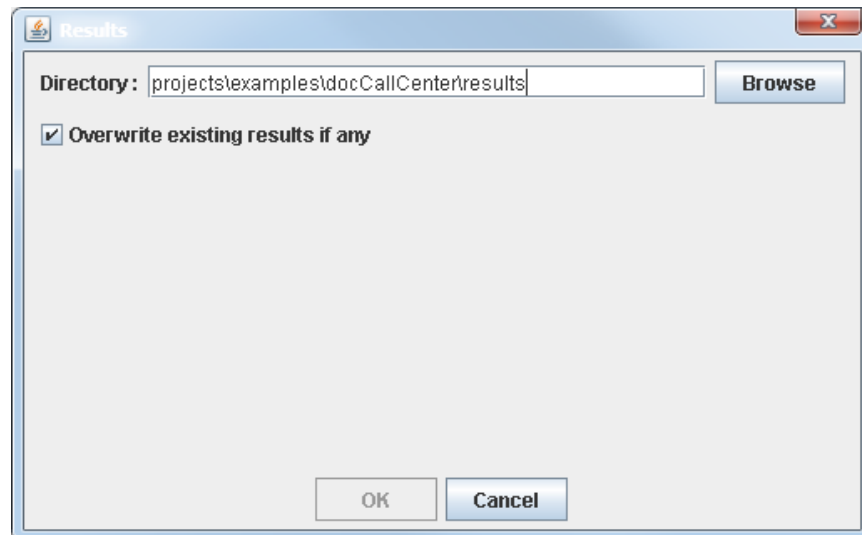 Results
Directory: projects\examples\docCallCenter\results Browse
Overwrite existing results if any
OK Cancel